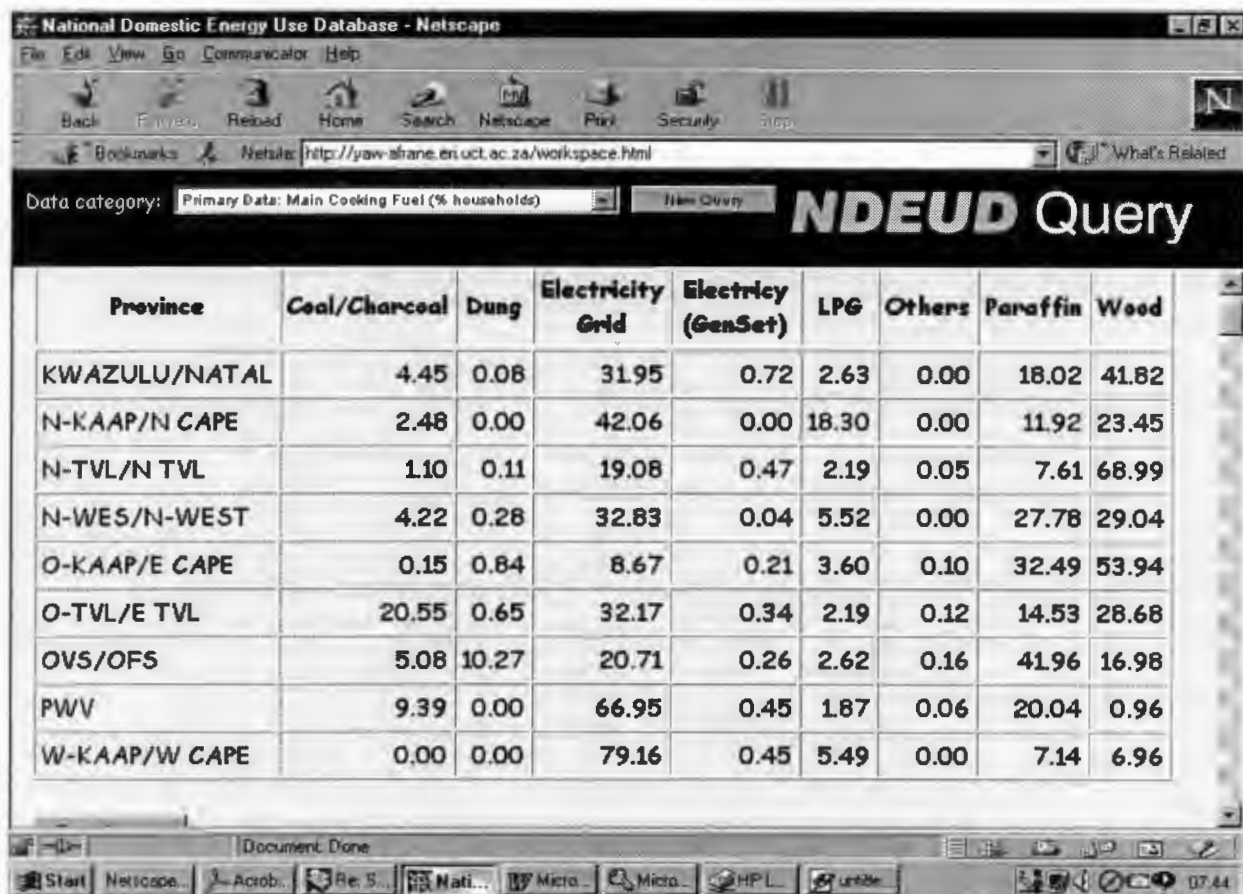 National Domestic Energy Use Database - Netscape
File Edit View Go Communicator Help
Back Forward Reload Home Search Netscape Print Security Stop
Bookmarks Netsite: http://yaw-afrane.eri.uct.ac.za/workspace.html What's Related
Data category: Primary Data: Main Cooking Fuel (% households) New Query NDEUD Query
Province Coal/Charcoal Dung Electricity Grid Electricy (GenSet) LPG Others Paraffin Wood
KWAZULU/NATAL 4.45 0.08 31.95 0.72 2.63 0.00 18.02 41.82
N-KAAP/N CAPE 2.48 0.00 42.06 0.00 18.30 0.00 11.92 23.45
N-TVL/N TVL 1.10 0.11 19.08 0.47 2.19 0.05 7.61 68.99
N-WES/N-WEST 4.22 0.28 32.83 0.04 5.52 0.00 27.78 29.04
O-KAAP/E CAPE 0.15 0.84 8.67 0.21 3.60 0.10 32.49 53.94
O-TVL/E TVL 20.55 0.65 32.17 0.34 2.19 0.12 14.53 28.68
OVS/OFS 5.08 10.27 20.71 0.26 2.62 0.16 41.96 16.98
PWV 9.39 0.00 66.95 0.45 1.87 0.06 20.04 0.96
W-KAAP/W CAPE 0.00 0.00 79.16 0.45 5.49 0.00 7.14 6.96
Document: Done
Start Netscape... Acrob... Re: S... Nati... Micro... Micro... HP L... 07:44